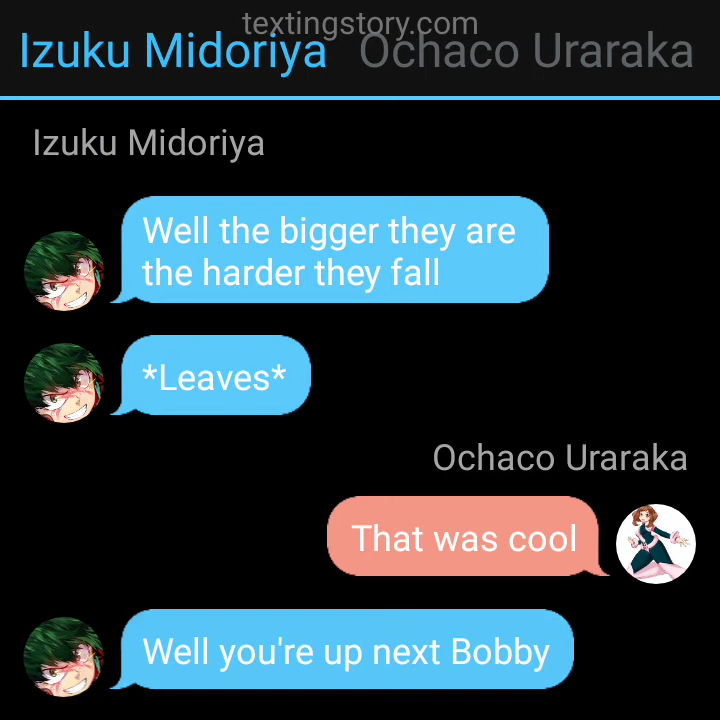 textingstory.com
Izuku Midoriya Ochaco Uraraka
Izuku Midoriya
Well the bigger they are
the harder they fall
*Leaves*
Ochaco Uraraka
That was cool
Well you're up next Bobby